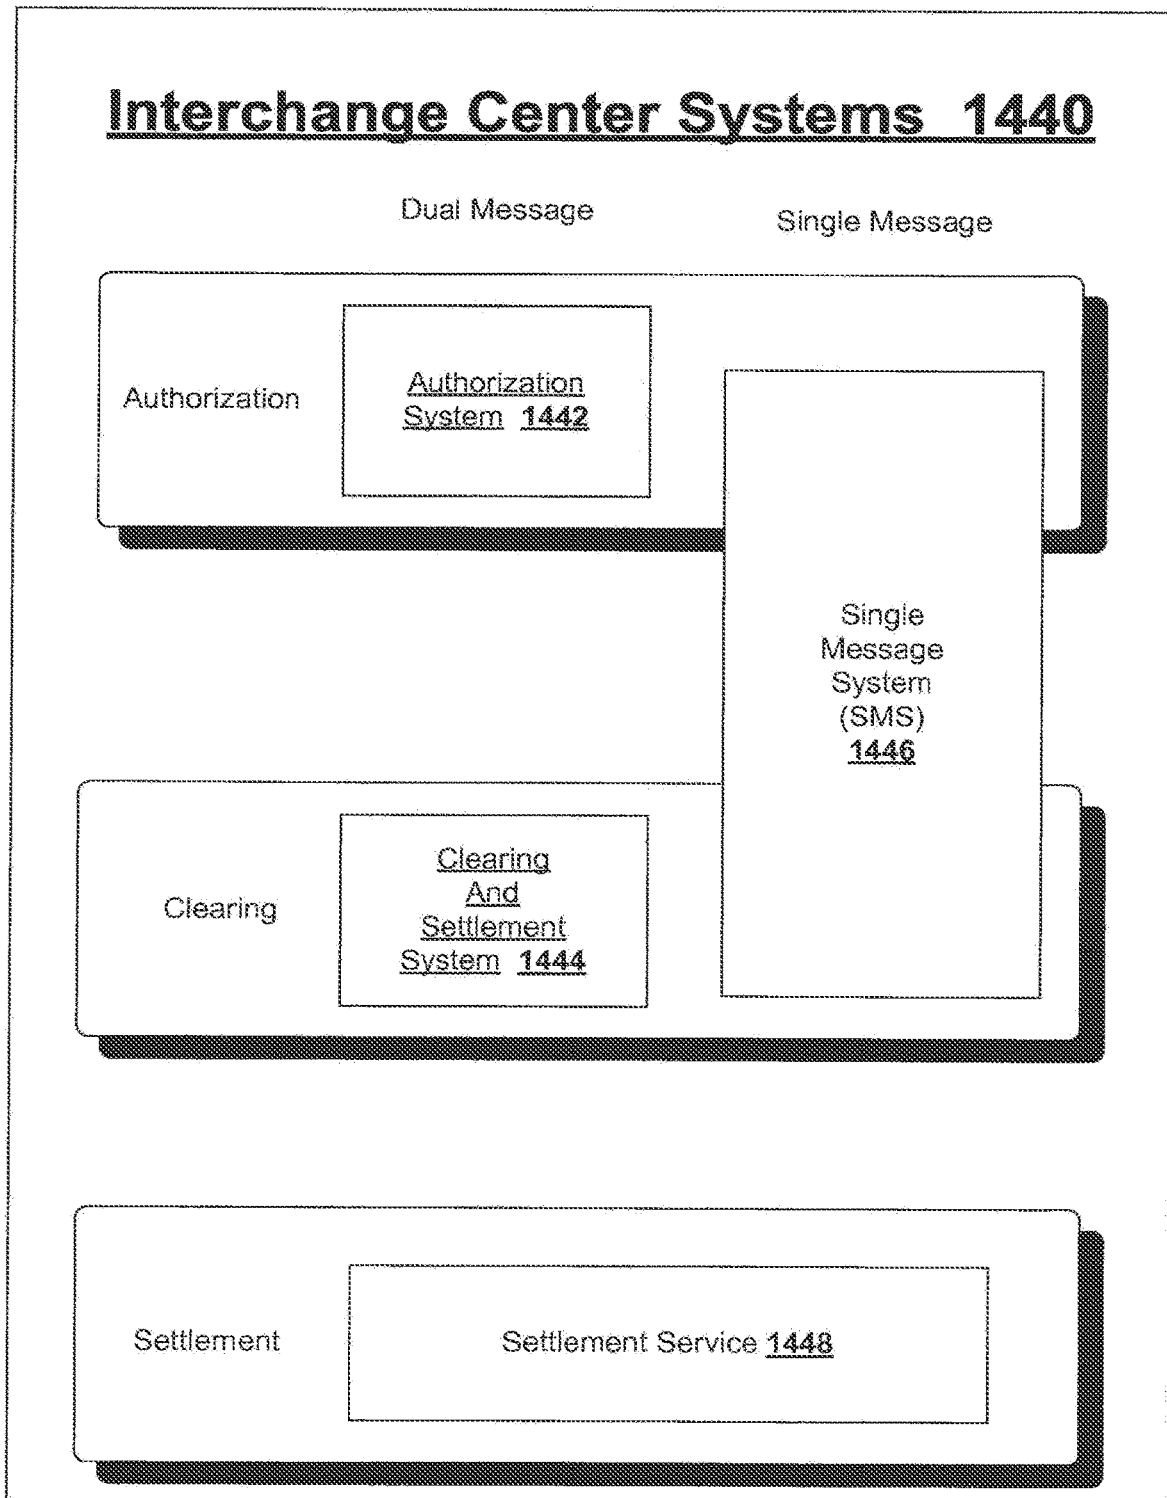 Interchange Center Systems 1440
Dual Message
Single Message
Authorization
Authorization
System 1442
Single
Message
System
(SMS)
1446
Clearing
Clearing
And
Settlement
System 1444
Settlement
Settlement Service 1448